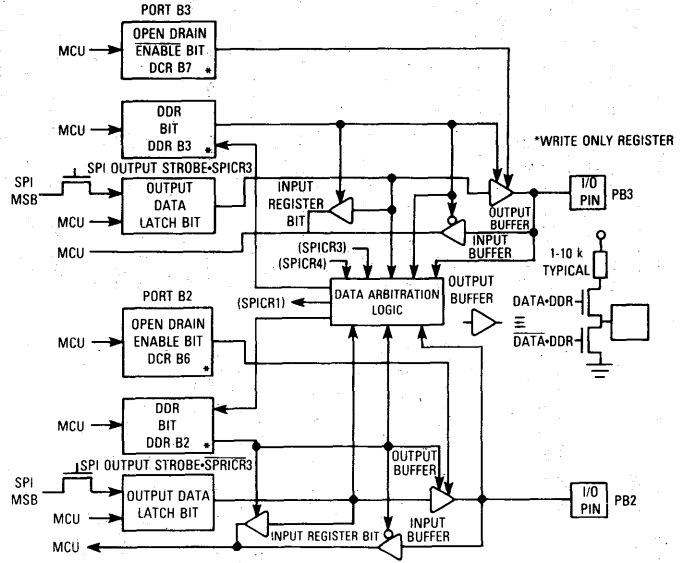 PORT B3
OPEN DRAIN
MCU
ENABLE BIT
DCR B7
*
DDR
MCU
BIT
DDR B3
*WRITE ONLY REGISTER
SPI OUTPUT STROBE•SPICR3
SPI
MSB
OUTPUT
DATA
LATCH BIT
MCU
INPUT
REGISTER
BIT
OUTPUT
BUFFER
I/O
PIN
PB3
MCU
INPUT
BUFFER
(SPICR3)
(SPICR4)
1-10 k
TYPICAL
PORT B2
(SPICR1)
DATA ARBITRATION
LOGIC
OUTPUT
BUFFER
DATA•DDR
DATA•DDR
OPEN DRAIN
MCU
ENABLE BIT
DCR B6
*
DDR
MCU
BIT
DDR B2
*
OUTPUT
BUFFER
SPI OUTPUT STROBE•SPRICR3
SPI
MSB
OUTPUT DATA
LATCH BIT
MCU
I/O
PIN
PB2
MCU
INPUT REGISTER BIT
INPUT
BUFFER